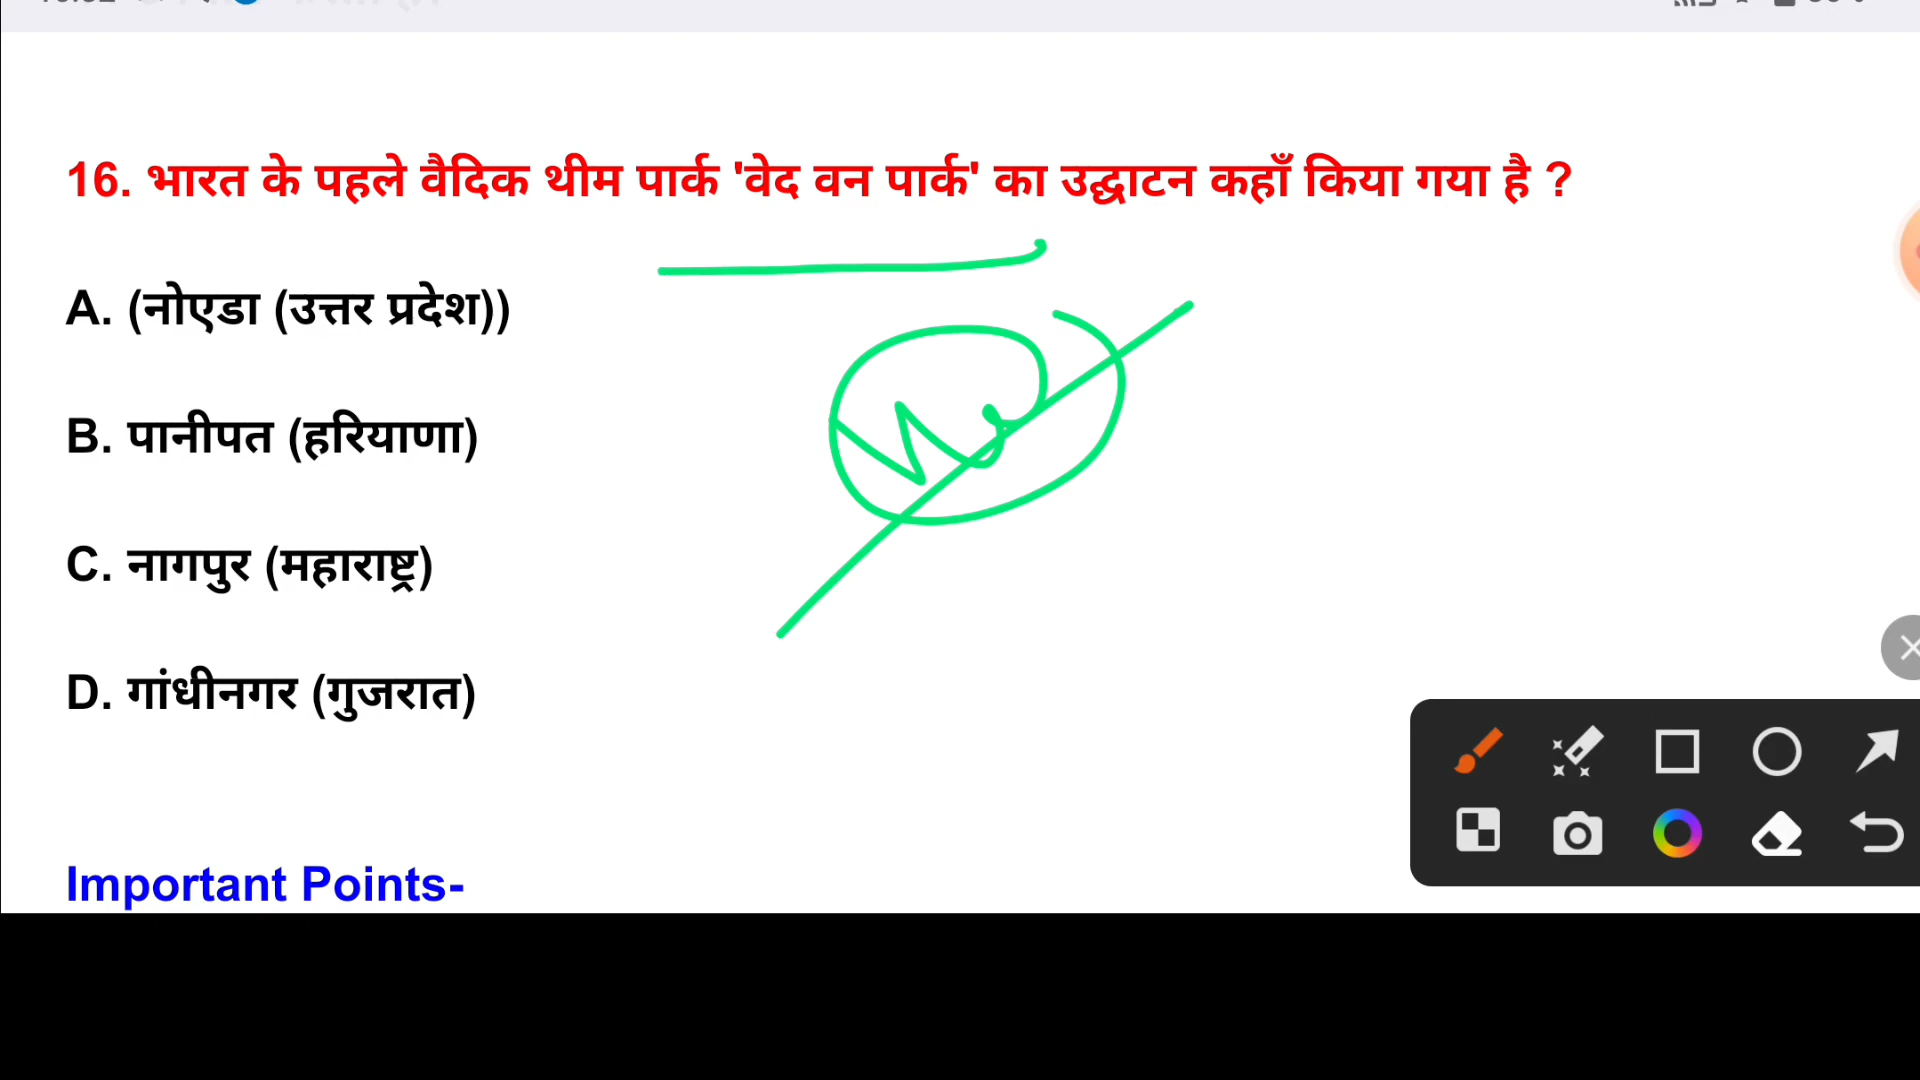 16. भारत के पहले वैदिक थीम पार्क 'वेद वन पार्क' का उद्घाटन कहाँ किया गया है ?
A. (नोएडा (उत्तर प्रदेश))
B. पानीपत (हरियाणा)
C. नागपुर (महाराष्ट्र)
D. गांधीनगर (गुजरात)
Important Points-